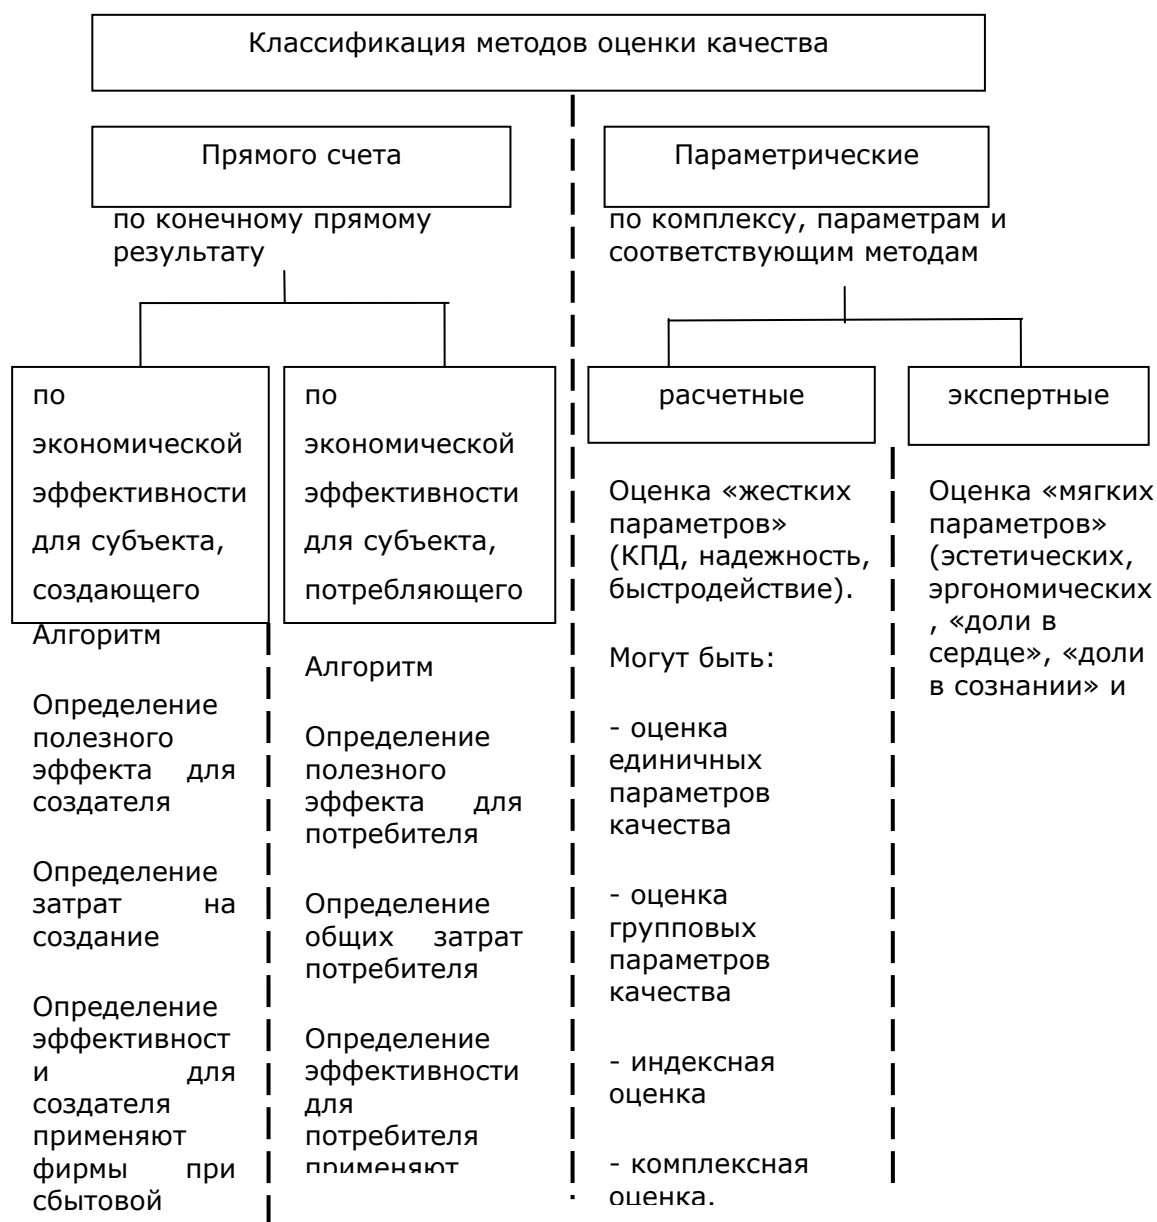 Классификация методов оценки качества
Прямого счета
по конечному прямому
результату
Параметрические
по комплексу, параметрам и
соответствующим методам
по
экономической
эффективности
для субъекта,
создающего
Алгоритм
Определение
полезного
эффекта для
создателя
Определение
затрат на
создание
Определение
эффективност
и для
создателя
применяют
фирмы при
сбытовой
по
экономической
эффективности
для субъекта,
потребляющего
Алгоритм
Определение
полезного
эффекта для
потребителя
Определение
общих затрат
потребителя
Определение
эффективности
для
потребителя
применяют
расчетные
Оценка «жестких
параметров»
(КПД, надежность,
быстродействие).
Могут быть:
- оценка
единичных
параметров
качества
- оценка
групповых
параметров
качества
- индексная
оценка
- комплексная
оценка.
экспертные
Оценка «мягких
параметров»
(эстетических,
эргономических
, «доли в
сердце», «доли
в сознании» и